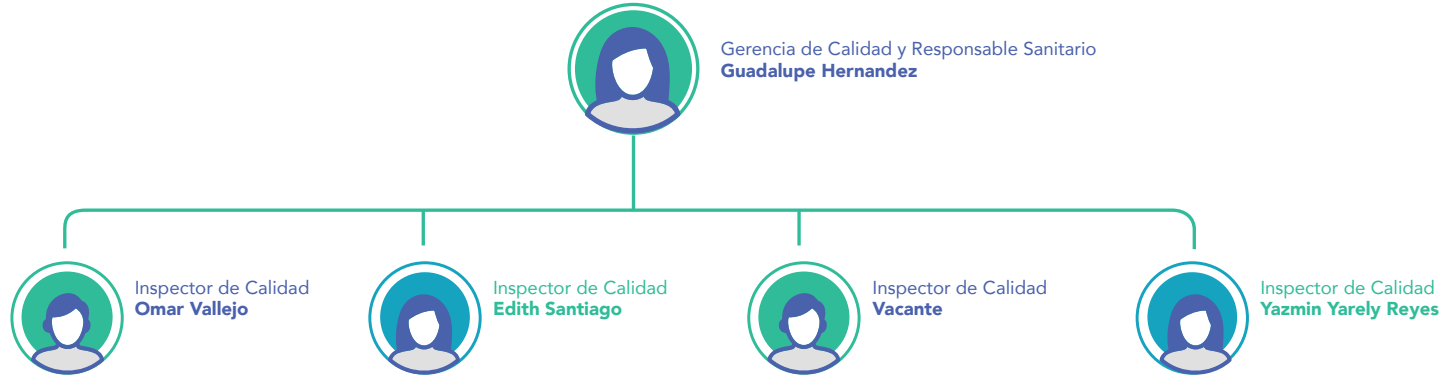 Gerencia de Calidad y Responsable Sanitario
Guadalupe Hernandez
Inspector de Calidad
Omar Vallejo
Inspector de Calidad
Edith Santiago
Inspector de Calidad
Vacante
Inspector de Calidad
Yazmin Yarely Reyes